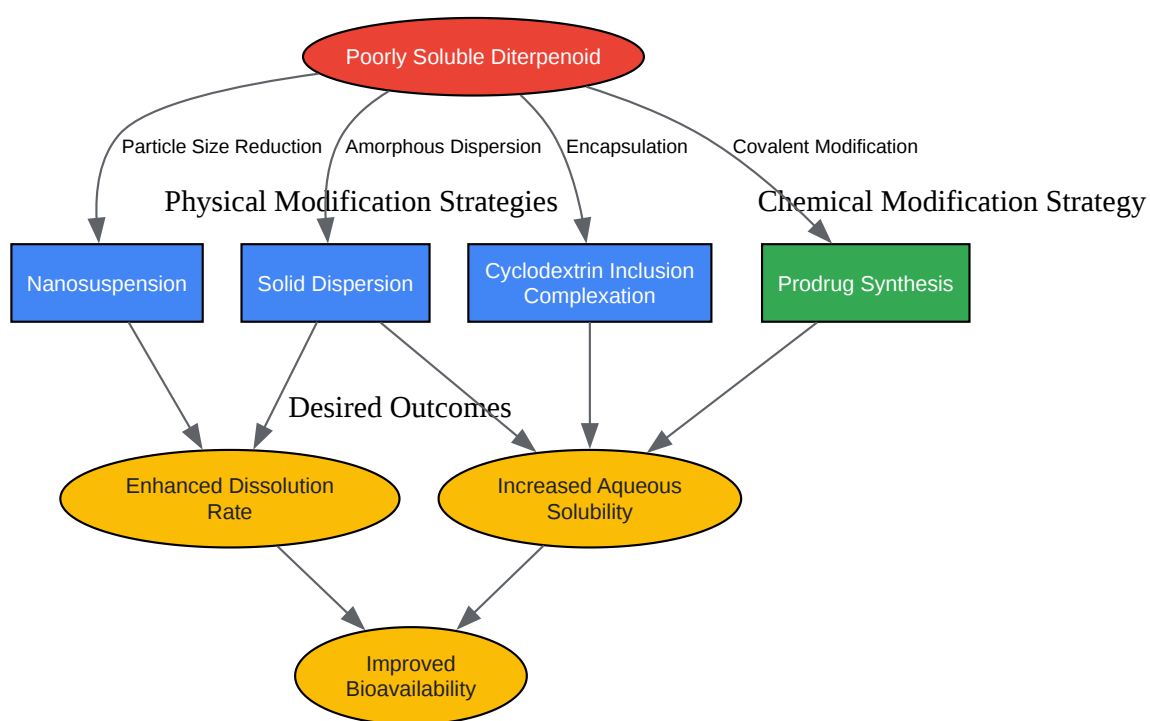 Poorly Soluble Diterpenoid
Particle Size Reduction
Amorphous Dispersion
Encapsulation
Covalent Modification
Physical Modification Strategies
Chemical Modification Strategy
Nanosuspension
Solid Dispersion
Cyclodextrin Inclusion
Complexation
Prodrug Synthesis
Desired Outcomes
Enhanced Dissolution
Rate
Increased Aqueous
Solubility
Improved
Bioavailability